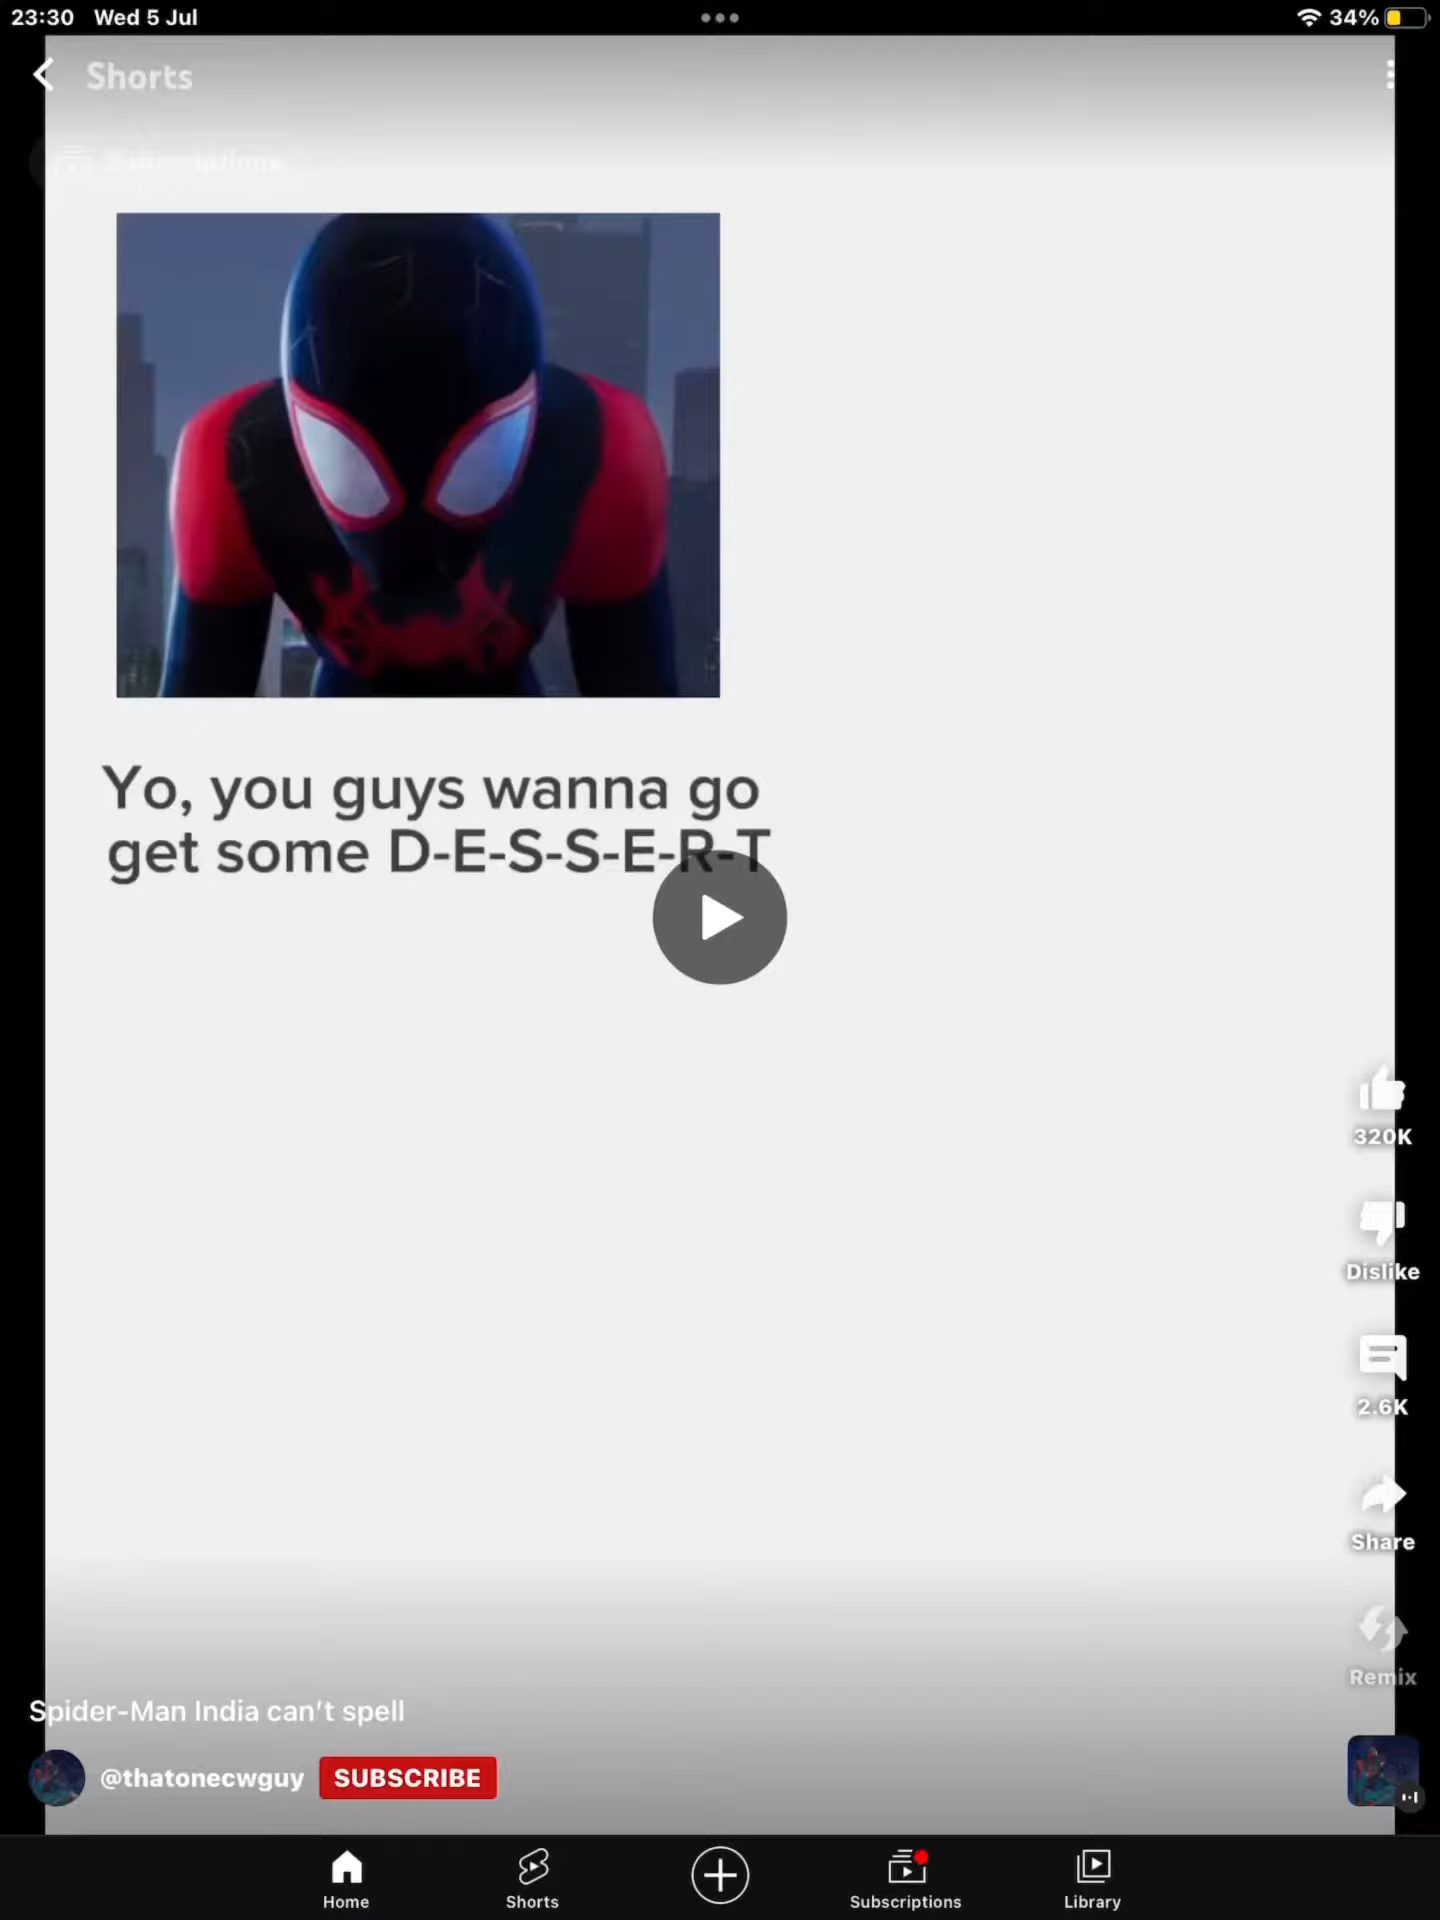 23:30 Wed 5 Jul
34%
Shorts
Subscriptions
Yo, you guys wanna go
get some D-E-S-S-E-R-T
320K
Dislike
2.6K
Share
Remix
Spider-Man India can't spell
@thatonecwguy SUBSCRIBE
Home Shorts Subscriptions Library